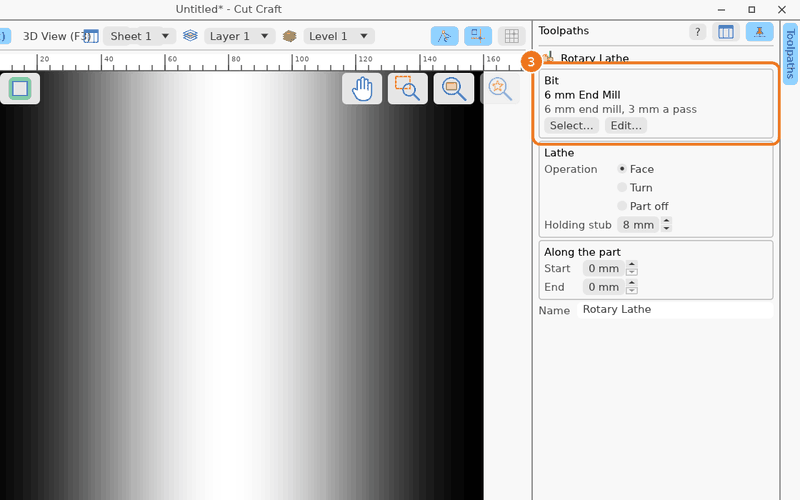 Untitled* - Cut Craft
3D View (F3)
Sheet 1
Layer 1
Level 1
20 40 60 80 100 120 140 160
Toolpaths
?
Toolpaths
3
Rotary Lathe
Bit
6 mm End Mill
6 mm end mill, 3 mm a pass
Select... Edit...
Lathe
Operation Face
Turn
Part off
Holding stub 8 mm
Along the part
Start 0 mm
End 0 mm
Name Rotary Lathe